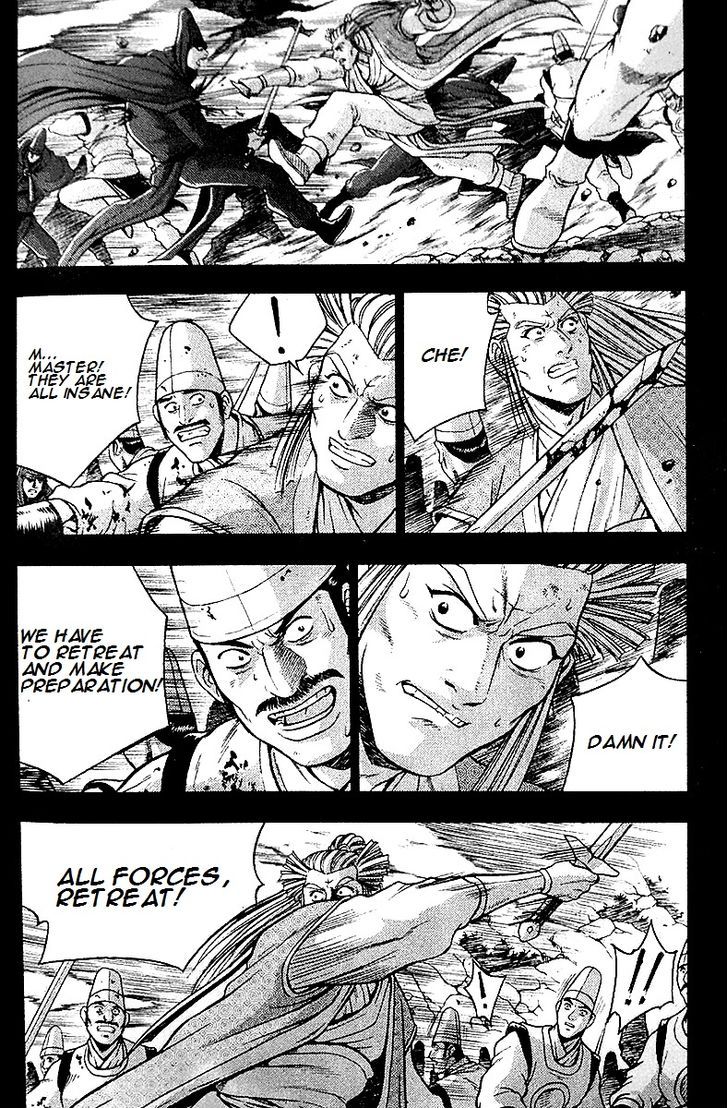 M...
MASTER!
THEY ARE
ALL INSANE!
!
CHE!
WE HAVE
TO RETREAT
AND MAKE
PREPARATION!
DAMN IT!
ALL FORCES,
RETREAT!
!
!!